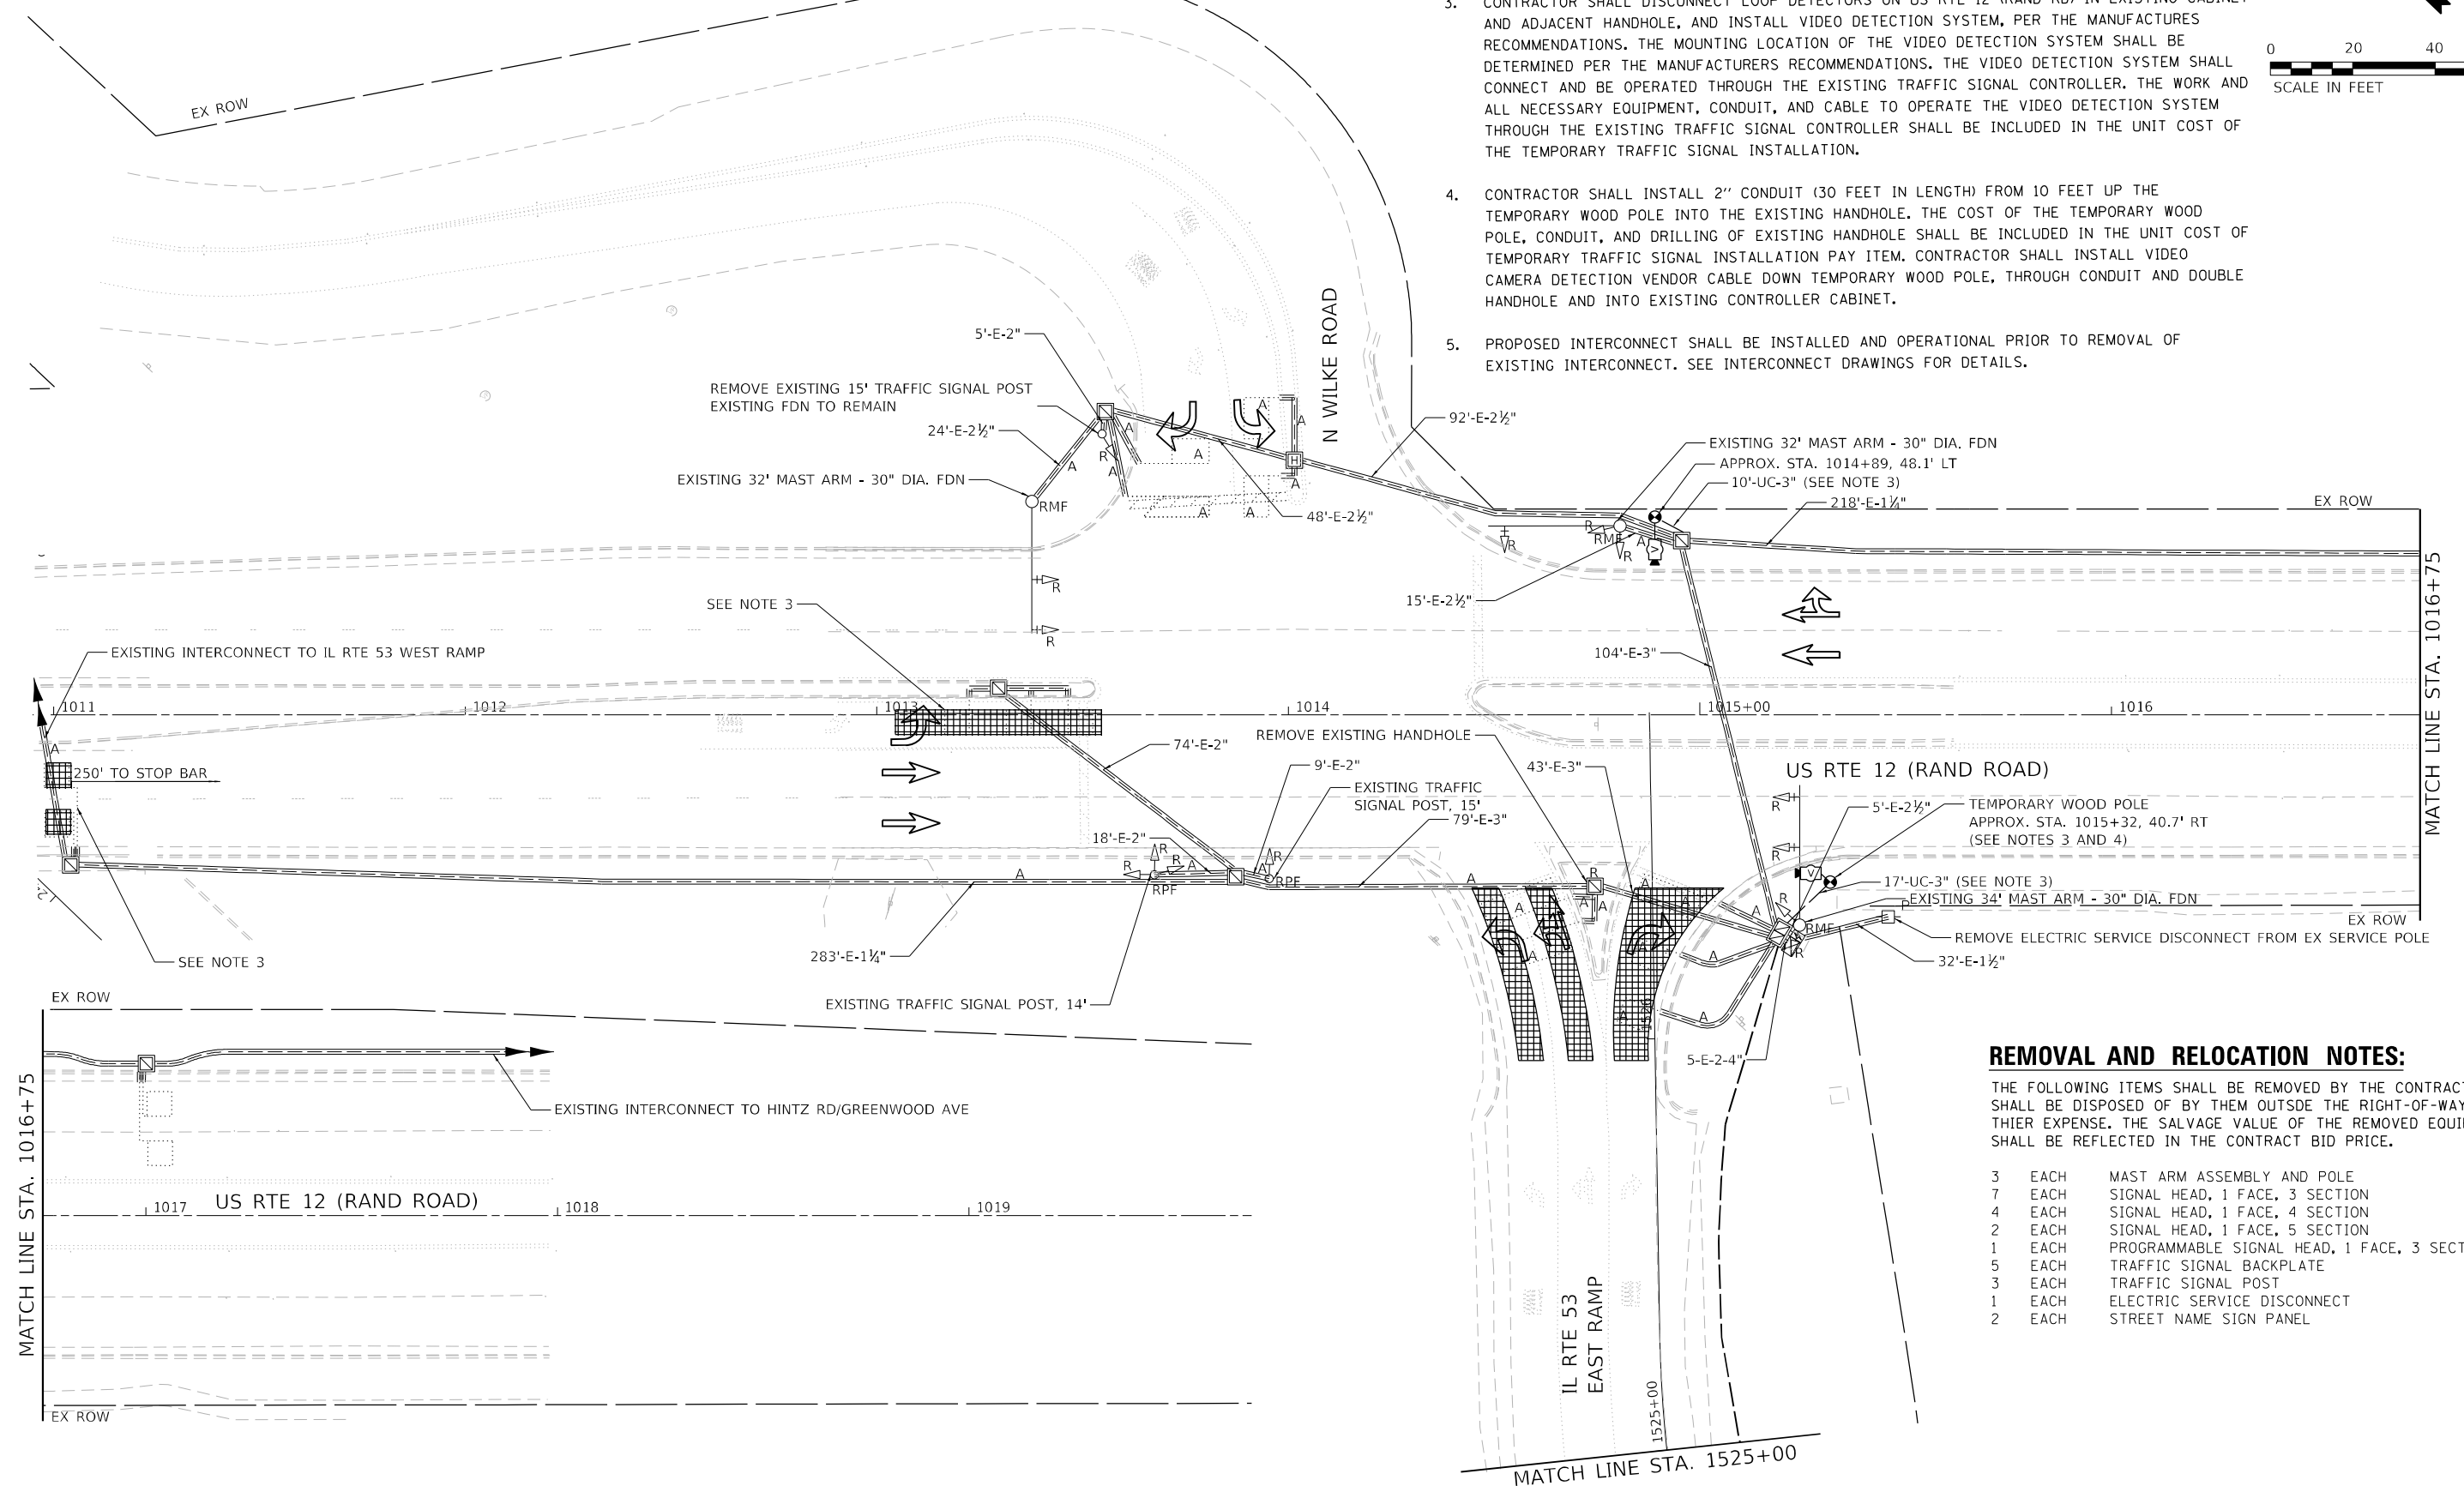 3. CONTRACTOR SHALL DISCONNECT LOOP DETECTORS ON US RTE 12 (RAND RD) IN EXISTING CABINET
AND ADJACENT HANDHOLE, AND INSTALL VIDEO DETECTION SYSTEM, PER THE MANUFACTURES
RECOMMENDATIONS. THE MOUNTING LOCATION OF THE VIDEO DETECTION SYSTEM SHALL BE
DETERMINED PER THE MANUFACTURERS RECOMMENDATIONS. THE VIDEO DETECTION SYSTEM SHALL
CONNECT AND BE OPERATED THROUGH THE EXISTING TRAFFIC SIGNAL CONTROLLER. THE WORK AND
ALL NECESSARY EQUIPMENT, CONDUIT, AND CABLE TO OPERATE THE VIDEO DETECTION SYSTEM
THROUGH THE EXISTING TRAFFIC SIGNAL CONTROLLER SHALL BE INCLUDED IN THE UNIT COST OF
THE TEMPORARY TRAFFIC SIGNAL INSTALLATION.
4. CONTRACTOR SHALL INSTALL 2'' CONDUIT (30 FEET IN LENGTH) FROM 10 FEET UP THE
TEMPORARY WOOD POLE INTO THE EXISTING HANDHOLE. THE COST OF THE TEMPORARY WOOD
POLE, CONDUIT, AND DRILLING OF EXISTING HANDHOLE SHALL BE INCLUDED IN THE UNIT COST OF
TEMPORARY TRAFFIC SIGNAL INSTALLATION PAY ITEM. CONTRACTOR SHALL INSTALL VIDEO
CAMERA DETECTION VENDOR CABLE DOWN TEMPORARY WOOD POLE, THROUGH CONDUIT AND DOUBLE
HANDHOLE AND INTO EXISTING CONTROLLER CABINET.
5. PROPOSED INTERCONNECT SHALL BE INSTALLED AND OPERATIONAL PRIOR TO REMOVAL OF
EXISTING INTERCONNECT. SEE INTERCONNECT DRAWINGS FOR DETAILS.
0 20 40
SCALE IN FEET
EX ROW
N WILKE ROAD
5'-E-2"
REMOVE EXISTING 15' TRAFFIC SIGNAL POST
EXISTING FDN TO REMAIN
24'-E-2½"
EXISTING 32' MAST ARM - 30" DIA. FDN
RMF
48'-E-2½"
92'-E-2½"
EXISTING 32' MAST ARM - 30" DIA. FDN
APPROX. STA. 1014+89, 48.1' LT
10'-UC-3" (SEE NOTE 3)
218'-E-1¼"
EX ROW
RMF
15'-E-2½"
104'-E-3"
MATCH LINE STA. 1016+75
SEE NOTE 3
EXISTING INTERCONNECT TO IL RTE 53 WEST RAMP
1011
1012
1013
1014
1015+00
1016
250' TO STOP BAR
74'-E-2"
REMOVE EXISTING HANDHOLE
9'-E-2"
EXISTING TRAFFIC
SIGNAL POST, 15'
79'-E-3"
43'-E-3"
US RTE 12 (RAND ROAD)
5'-E-2½"
TEMPORARY WOOD POLE
APPROX. STA. 1015+32, 40.7' RT
(SEE NOTES 3 AND 4)
18'-E-2"
RPF
RPF
17'-UC-3" (SEE NOTE 3)
EXISTING 34' MAST ARM - 30" DIA. FDN
EX ROW
RMF
REMOVE ELECTRIC SERVICE DISCONNECT FROM EX SERVICE POLE
32'-E-1½"
SEE NOTE 3
283'-E-1¼"
EXISTING TRAFFIC SIGNAL POST, 14'
1526
5-E-2-4"
EX ROW
MATCH LINE STA. 1016+75
EXISTING INTERCONNECT TO HINTZ RD/GREENWOOD AVE
1017
US RTE 12 (RAND ROAD)
1018
1019
EX ROW
IL RTE 53
EAST RAMP
1525+00
MATCH LINE STA. 1525+00
REMOVAL AND RELOCATION NOTES:
THE FOLLOWING ITEMS SHALL BE REMOVED BY THE CONTRAC
SHALL BE DISPOSED OF BY THEM OUTSDE THE RIGHT-OF-WAY
THIER EXPENSE. THE SALVAGE VALUE OF THE REMOVED EQUI
SHALL BE REFLECTED IN THE CONTRACT BID PRICE.
3 EACH MAST ARM ASSEMBLY AND POLE
7 EACH SIGNAL HEAD, 1 FACE, 3 SECTION
4 EACH SIGNAL HEAD, 1 FACE, 4 SECTION
2 EACH SIGNAL HEAD, 1 FACE, 5 SECTION
1 EACH PROGRAMMABLE SIGNAL HEAD, 1 FACE, 3 SECT
5 EACH TRAFFIC SIGNAL BACKPLATE
3 EACH TRAFFIC SIGNAL POST
1 EACH ELECTRIC SERVICE DISCONNECT
2 EACH STREET NAME SIGN PANEL